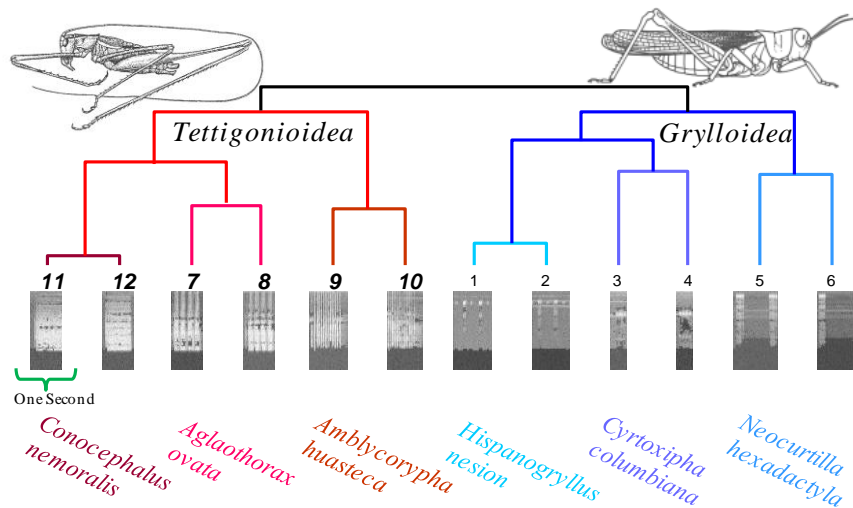 Tettigonioidea
Grylloidea
11 12 7 8 9 10 1 2 3 4 5 6
One Second
Conocephalus
nemoralis
Aglaothorax
ovata
Amblycorypha
huasteca
Hispanogryllus
nesion
Cyrtoxipha
columbiana
Neocurtilla
hexadactyla